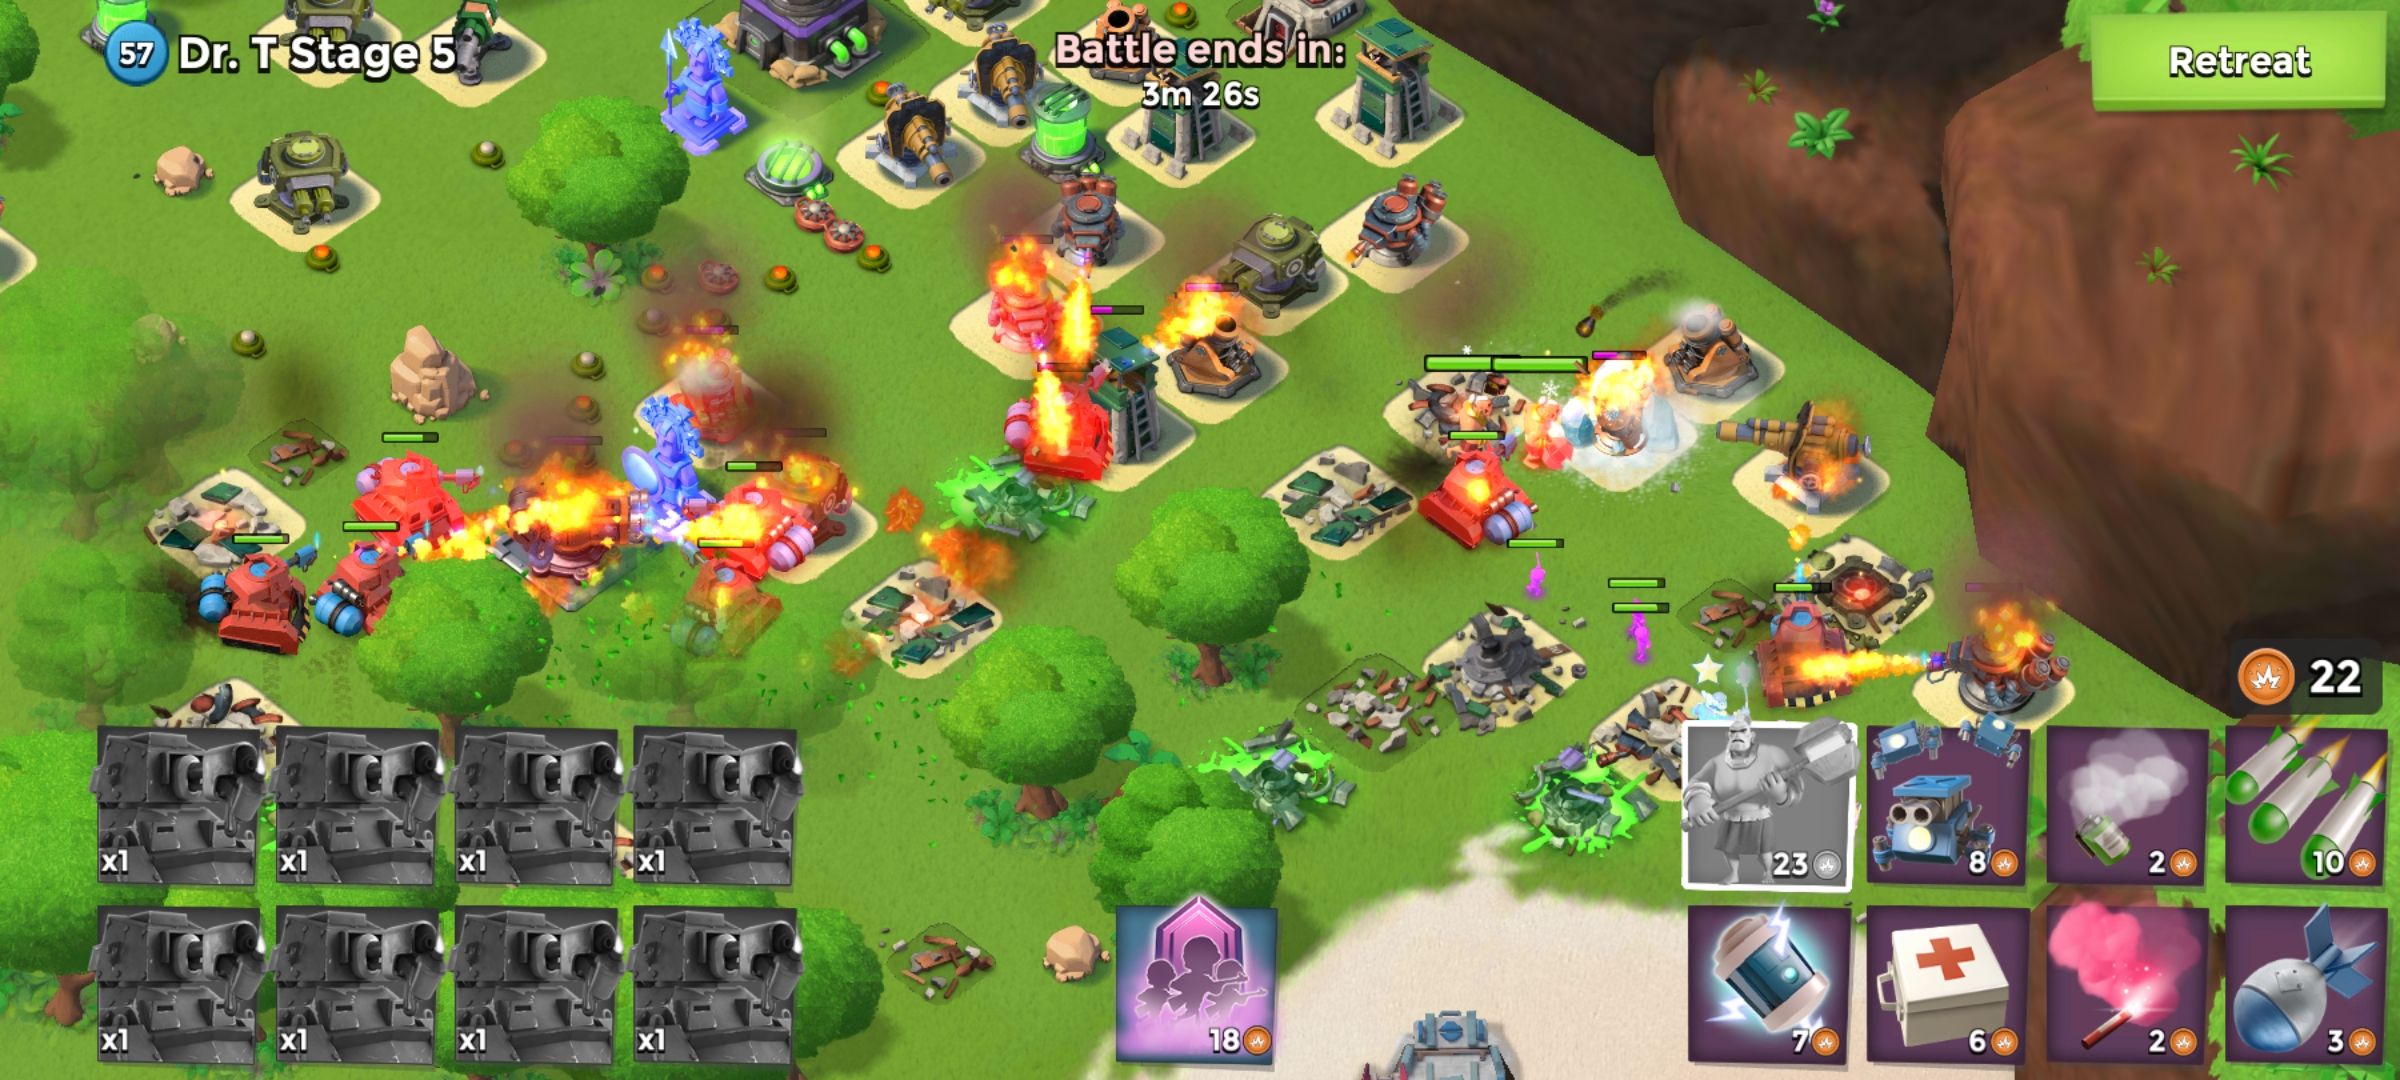 57 Dr. T Stage 5
Battle ends in:
3m 26s
Retreat
22
x1 x1 x1 x1
23 8 2 10
x1 x1 x1 x1
18
7 6 2 3